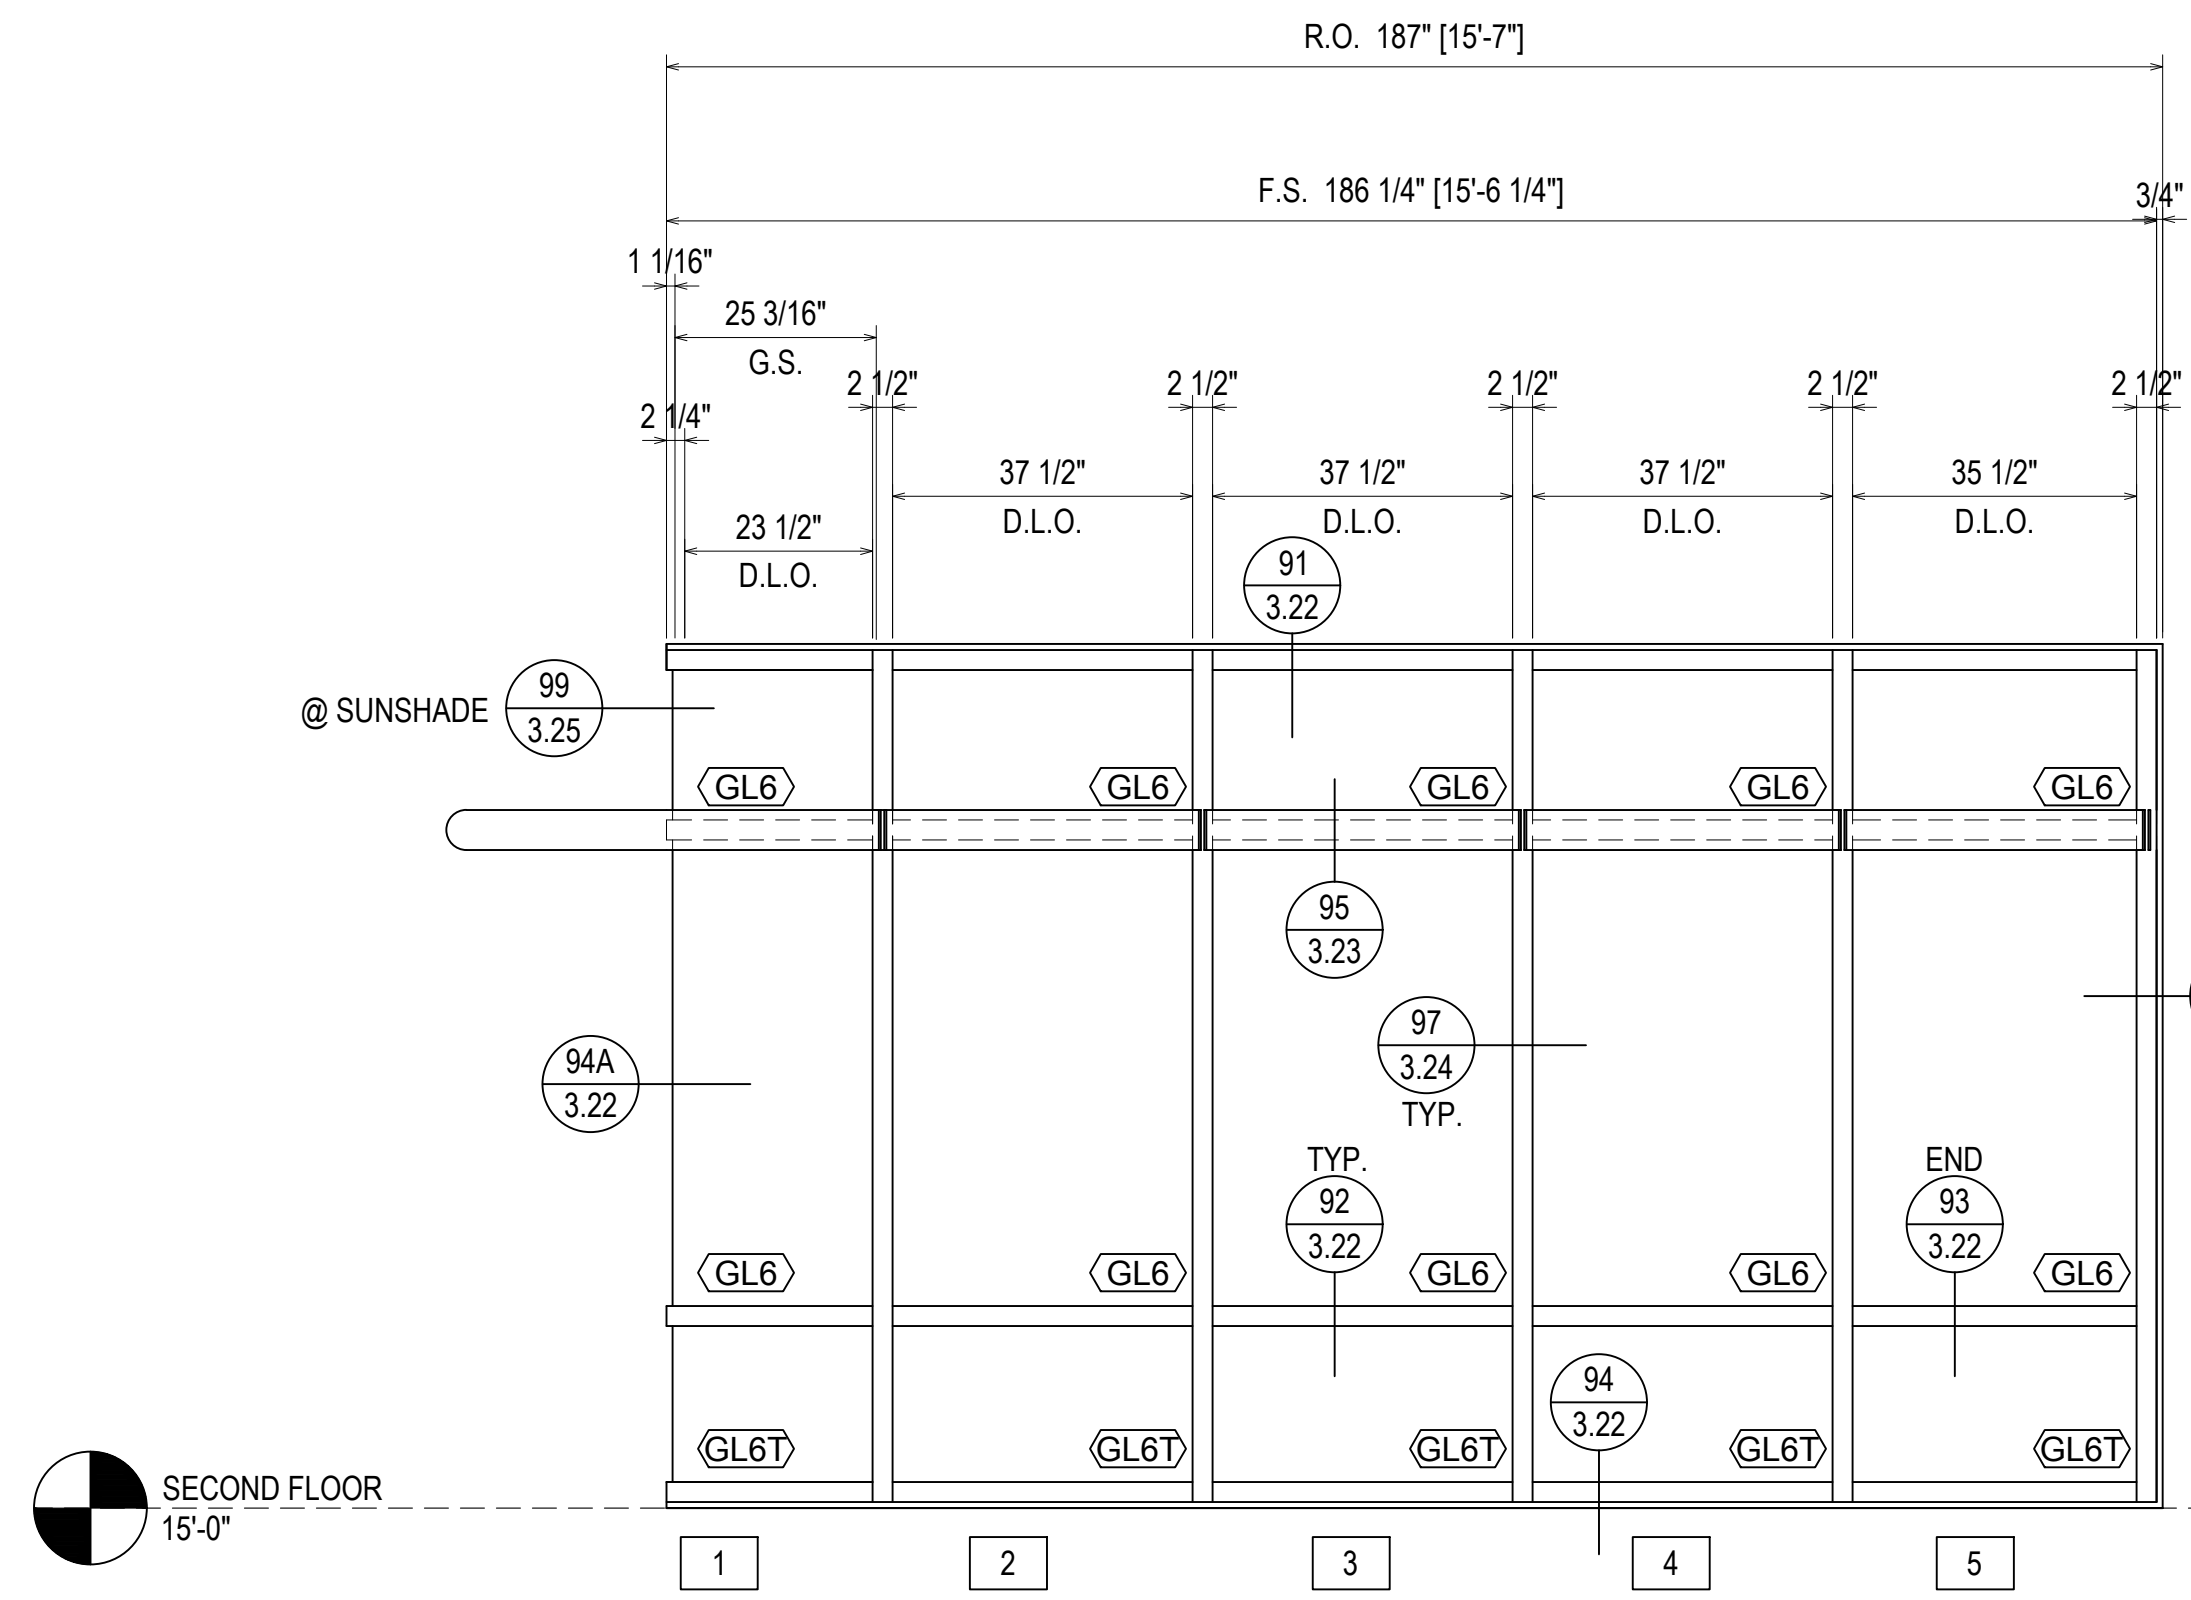 R.O. 187" [15'-7"]
F.S. 186 1/4" [15'-6 1/4"]
3/4"
1 1/16"
25 3/16"
G.S.
2 1/2"
2 1/2"
2 1/2"
2 1/2"
2 1/2"
2 1/4"
37 1/2"
37 1/2"
37 1/2"
35 1/2"
D.L.O.
D.L.O.
D.L.O.
D.L.O.
23 1/2"
D.L.O.
91
3.22
@ SUNSHADE
99
3.25
GL6
GL6
GL6
GL6
GL6
95
3.23
97
3.24
TYP.
94A
3.22
TYP.
92
3.22
END
93
3.22
GL6
GL6
GL6
GL6
GL6
94
3.22
GL6T
GL6T
GL6T
GL6T
GL6T
SECOND FLOOR
15'-0"
1
2
3
4
5